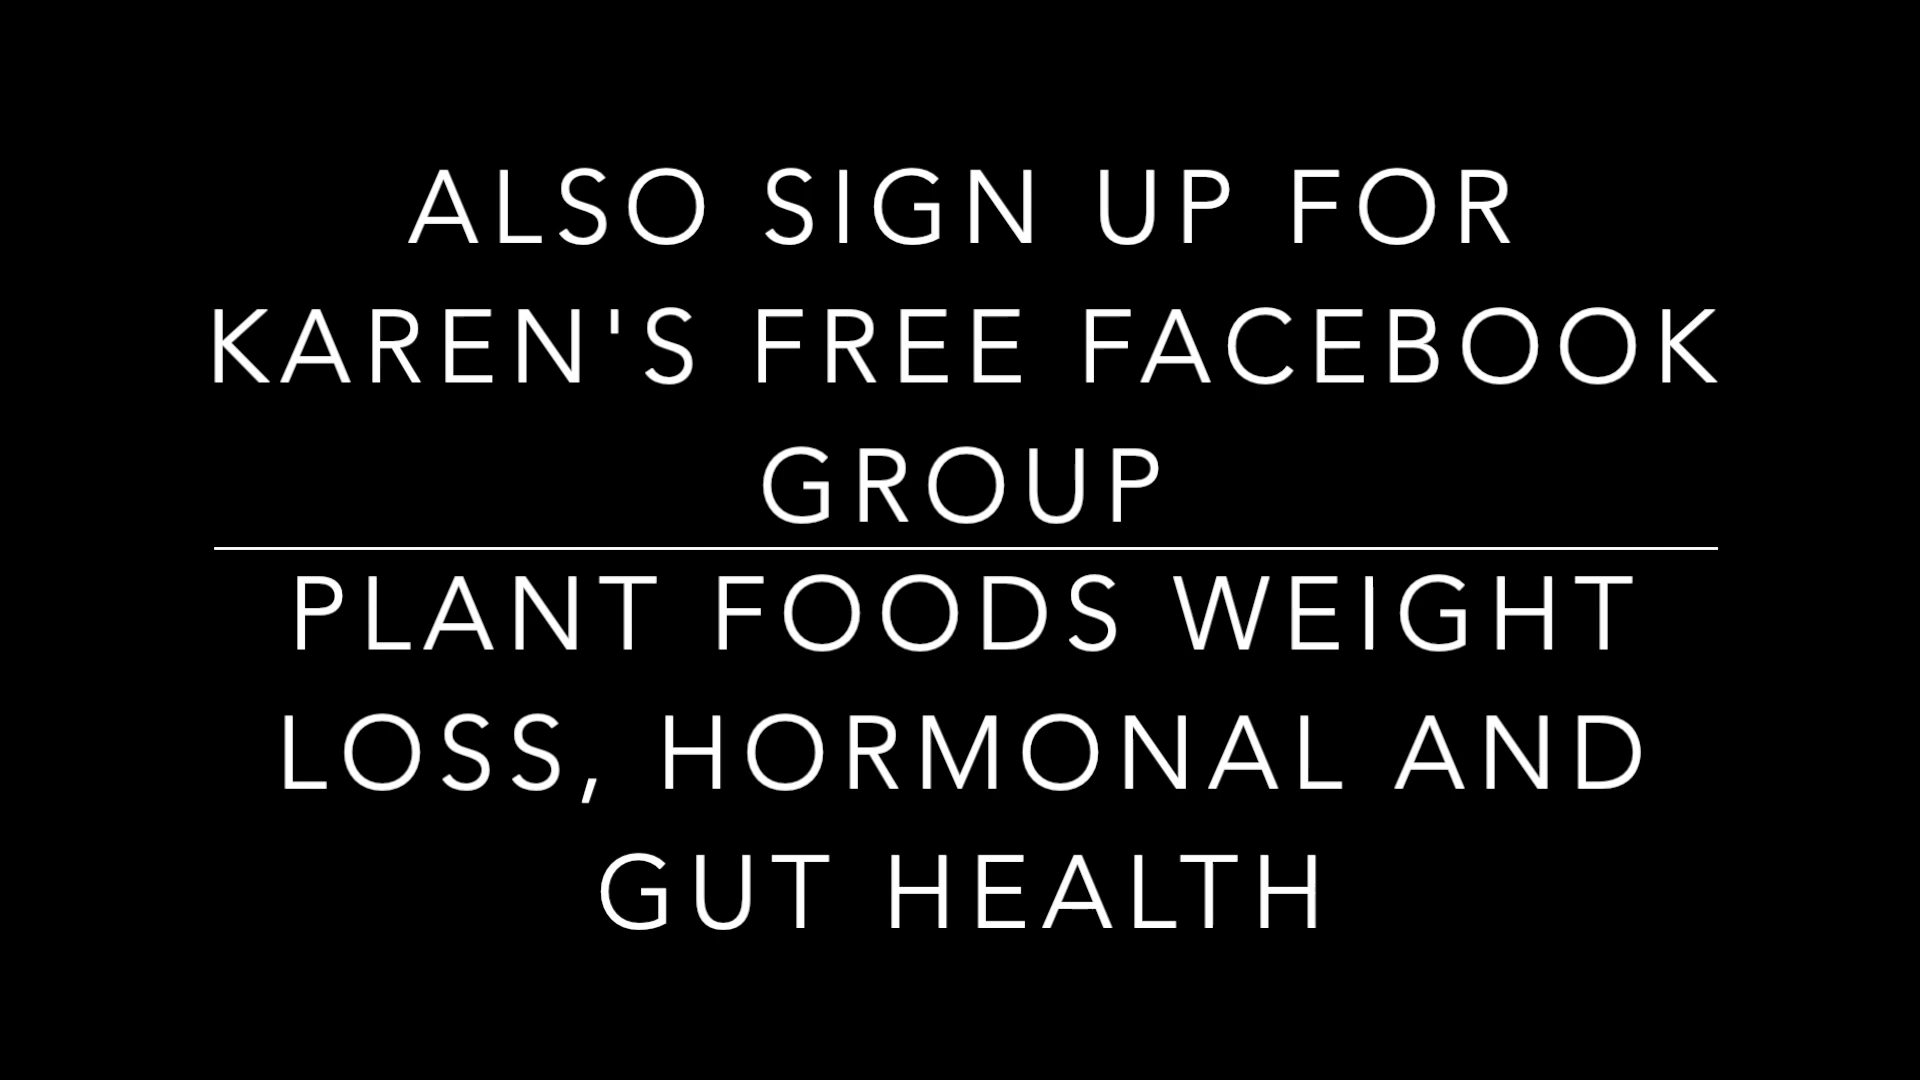 ALSO SIGN UP FOR
KAREN'S FREE FACEBOOK
GROUP
PLANT FOODS WEIGHT
LOSS, HORMONAL AND
GUT HEALTH